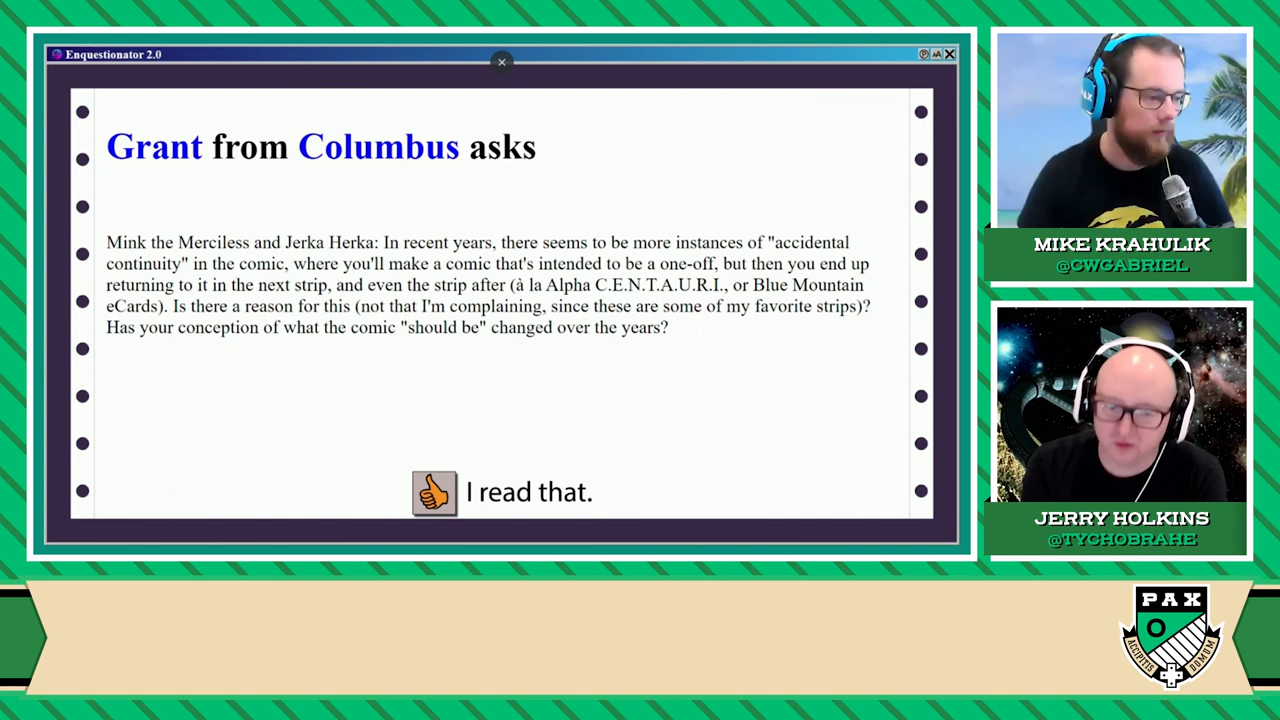 Enquestionator 2.0
Grant from Columbus asks
Mink the Merciless and Jerka Herka: In recent years, there seems to be more instances of "accidental
continuity" in the comic, where you'll make a comic that's intended to be a one-off, but then you end up
returning to it in the next strip, and even the strip after (à la Alpha C.E.N.T.A.U.R.I., or Blue Mountain
eCards). Is there a reason for this (not that I'm complaining, since these are some of my favorite strips)?
Has your conception of what the comic "should be" changed over the years?
I read that.
PAX
MIKE KRAHULIK
@CWGABRIEL
JERRY HOLKINS
@TYCHOBRAHE
PAX
ACCIPITIS
DOMUM